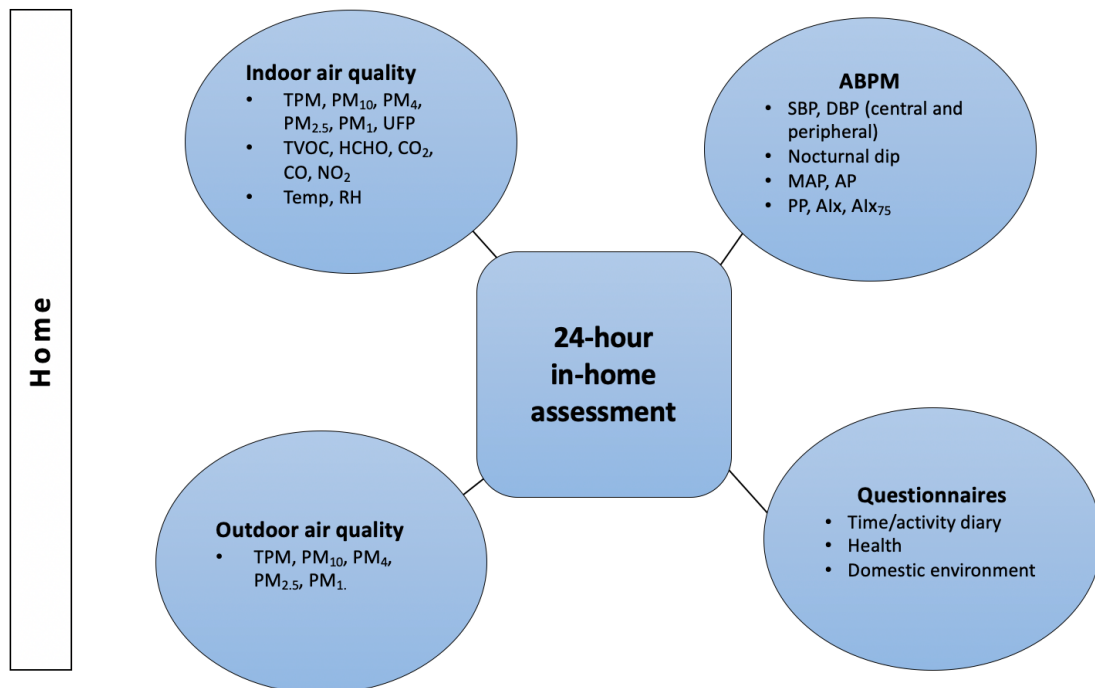 Home
Indoor air quality
• TPM, PM₁₀, PM₄,
PM₂.₅, PM₁, UFP
• TVOC, HCHO, CO₂,
CO, NO₂
• Temp, RH
ABPM
• SBP, DBP (central and
peripheral)
• Nocturnal dip
• MAP, AP
• PP, AIx, AIx₇₅
24-hour
in-home
assessment
Outdoor air quality
• TPM, PM₁₀, PM₄,
PM₂.₅, PM₁.
Questionnaires
• Time/activity diary
• Health
• Domestic environment